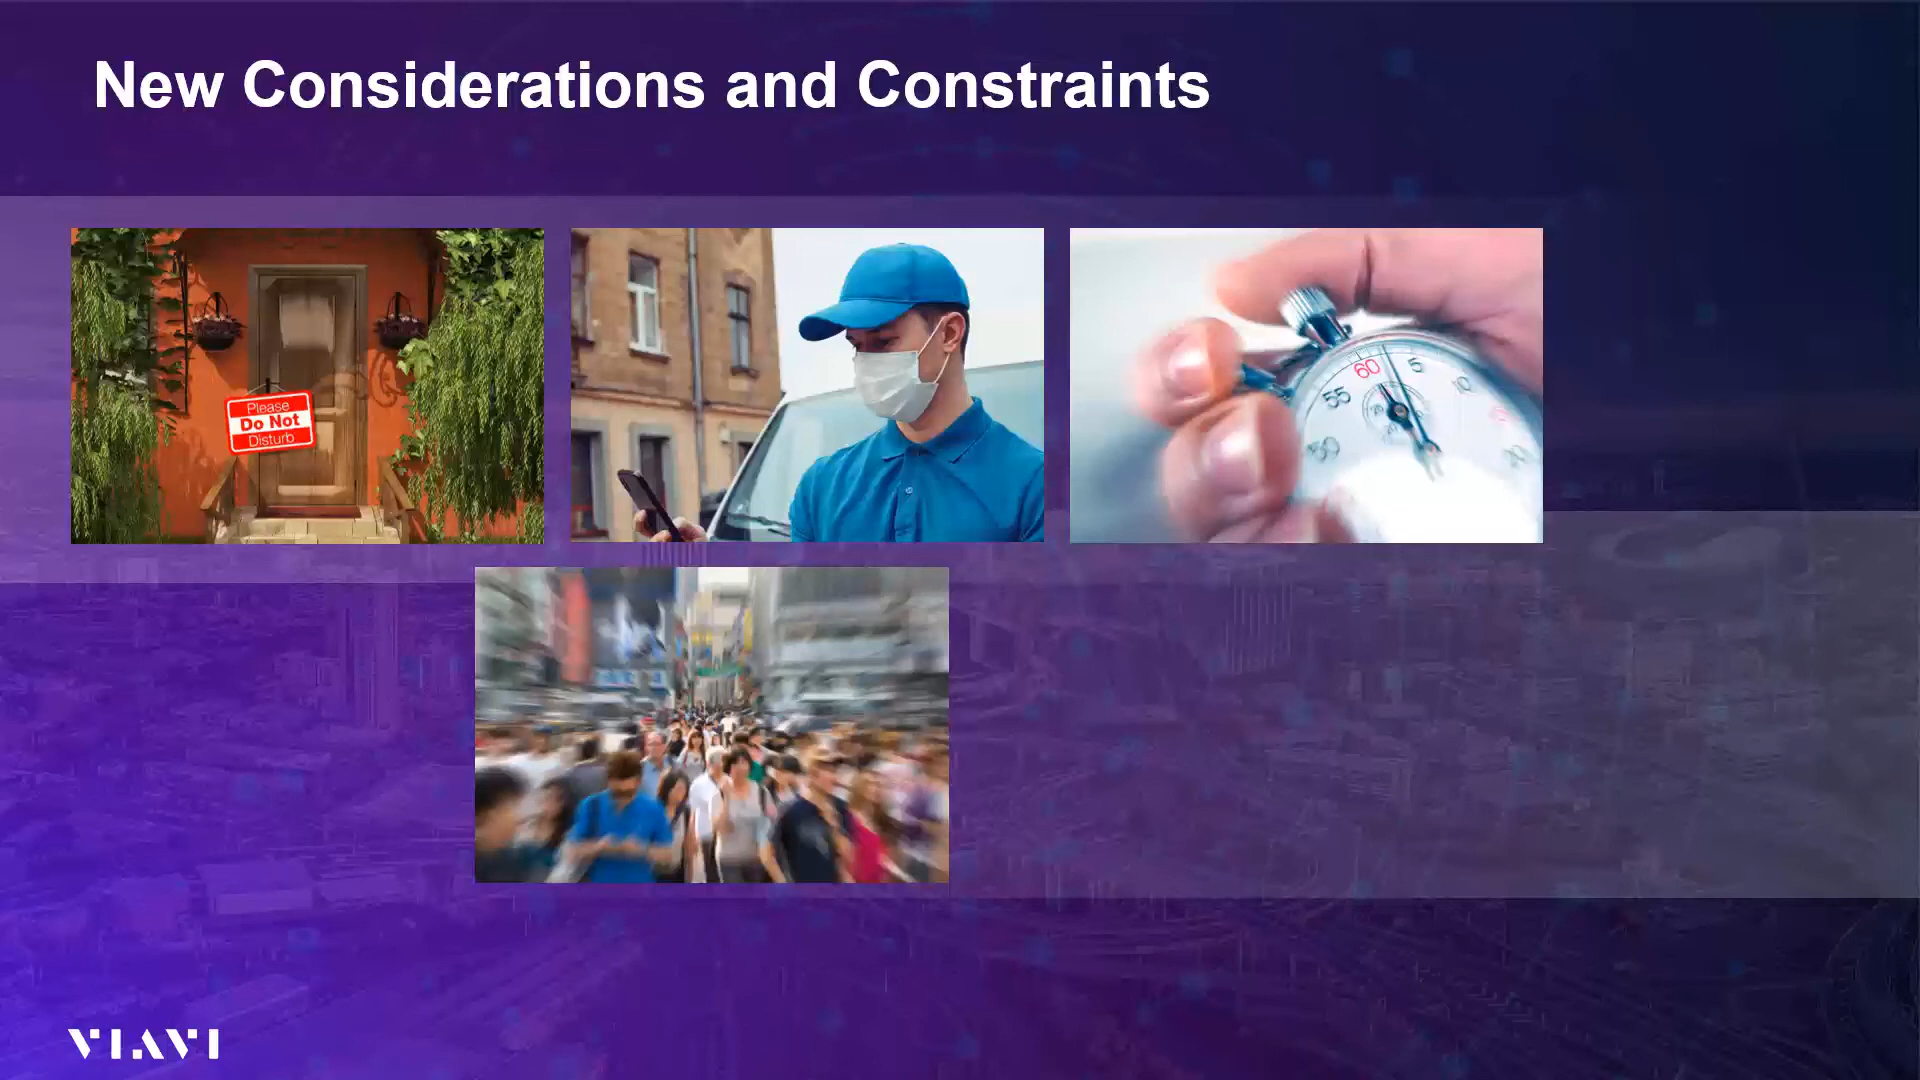 New Considerations and Constraints
Please
Do Not
Disturb
60
5
10
55
50
VIAVI